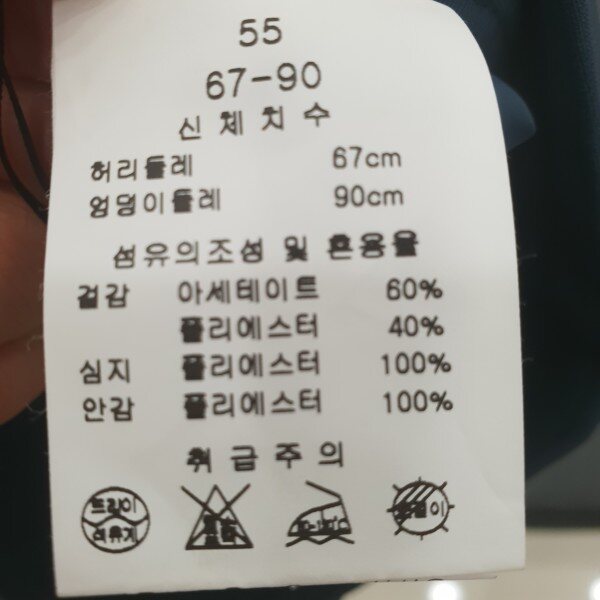 55
67-90
신체치수
허리둘레 67cm
엉덩이둘레 90cm
섬유의조성 및 혼용율
겉감 아세테이트 60%
폴리에스터 40%
심지 폴리에스터 100%
안감 폴리에스터 100%
취급주의
드라이
석유계